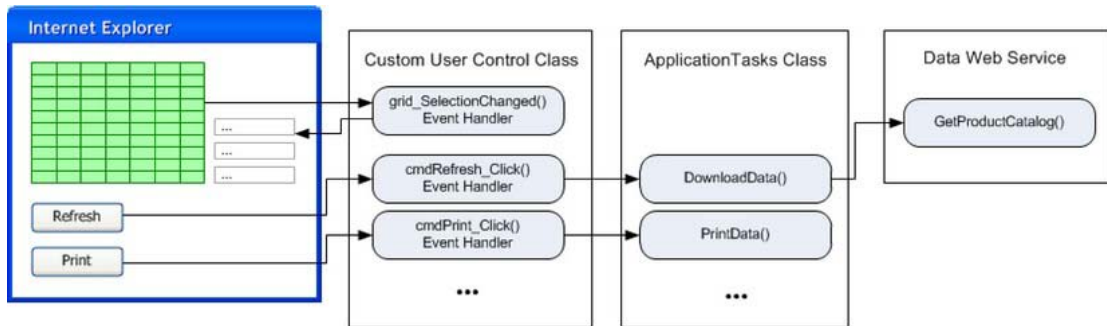 Internet Explorer
...
...
...
Refresh
Print
Custom User Control Class
grid_SelectionChanged()
Event Handler
cmdRefresh_Click()
Event Handler
cmdPrint_Click()
Event Handler
...
ApplicationTasks Class
DownloadData()
PrintData()
...
Data Web Service
GetProductCatalog()